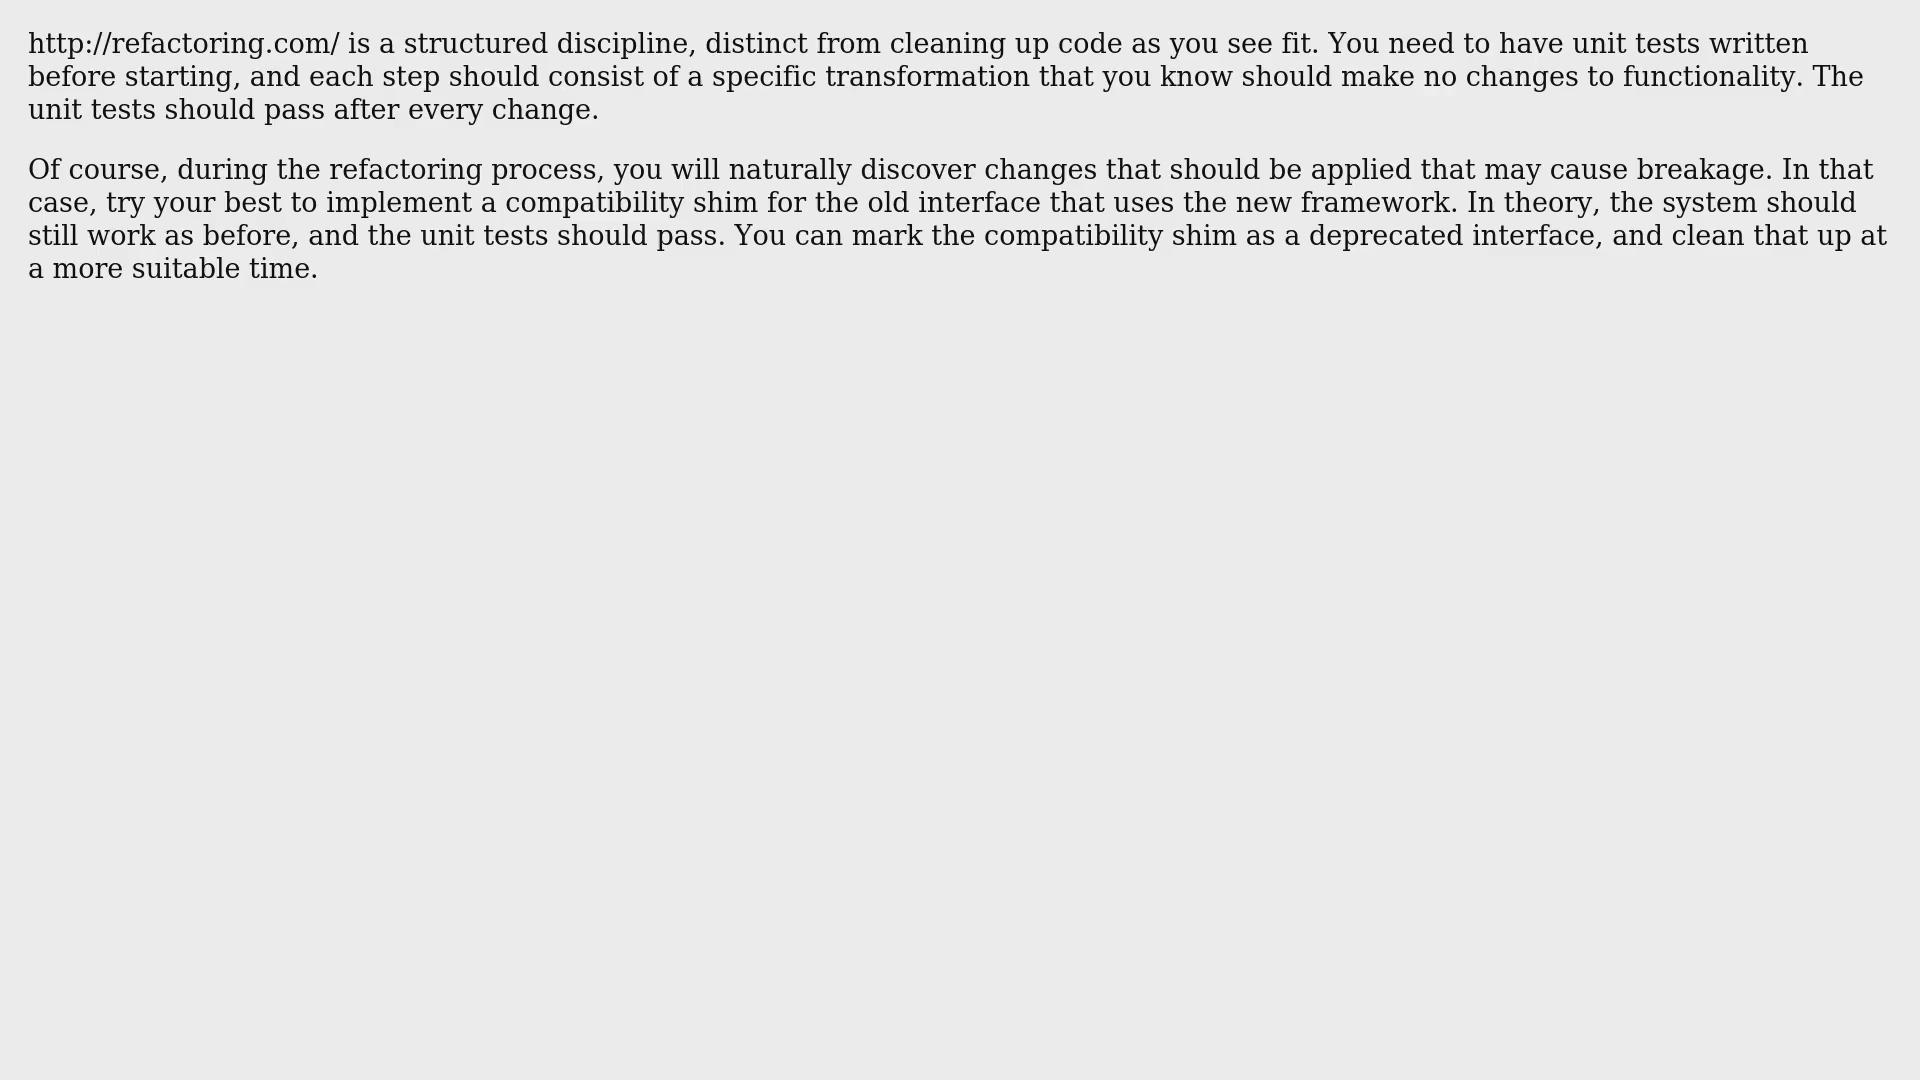 http://refactoring.com/ is a structured discipline, distinct from cleaning up code as you see fit. You need to have unit tests written
before starting, and each step should consist of a specific transformation that you know should make no changes to functionality. The
unit tests should pass after every change.
Of course, during the refactoring process, you will naturally discover changes that should be applied that may cause breakage. In that
case, try your best to implement a compatibility shim for the old interface that uses the new framework. In theory, the system should
still work as before, and the unit tests should pass. You can mark the compatibility shim as a deprecated interface, and clean that up at
a more suitable time.